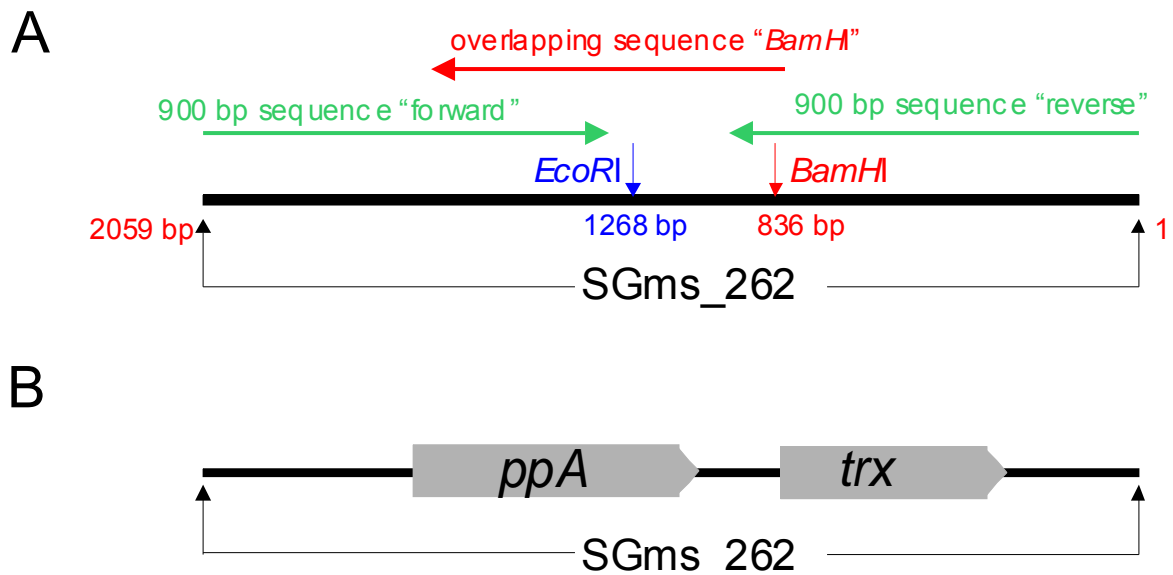 A
overlapping sequence “BamHI”
900 bp sequence “forward”
900 bp sequence “reverse”
EcoRI
BamHI
2059 bp
1268 bp
836 bp
1
SGms_262
B
ppA
trx
SGms_262